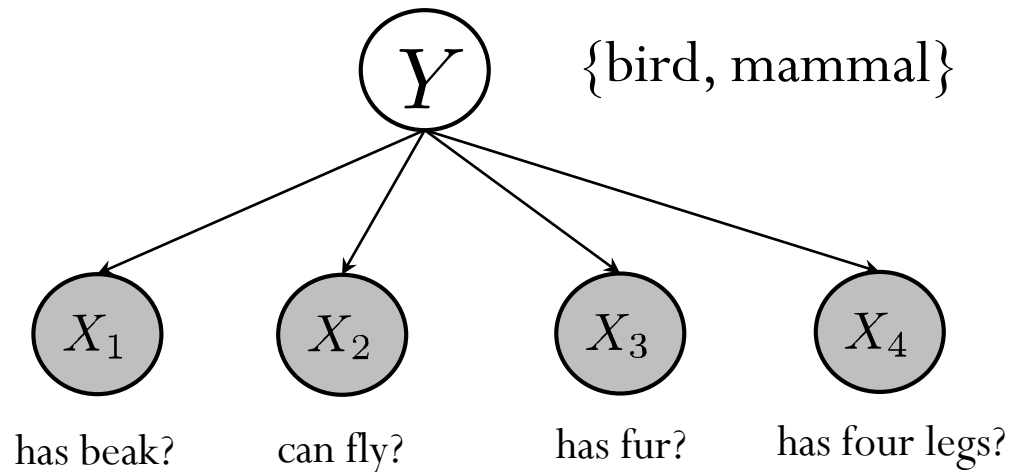 Y
{bird, mammal}
X₁
X₂
X₃
X₄
has beak?
can fly?
has fur?
has four legs?